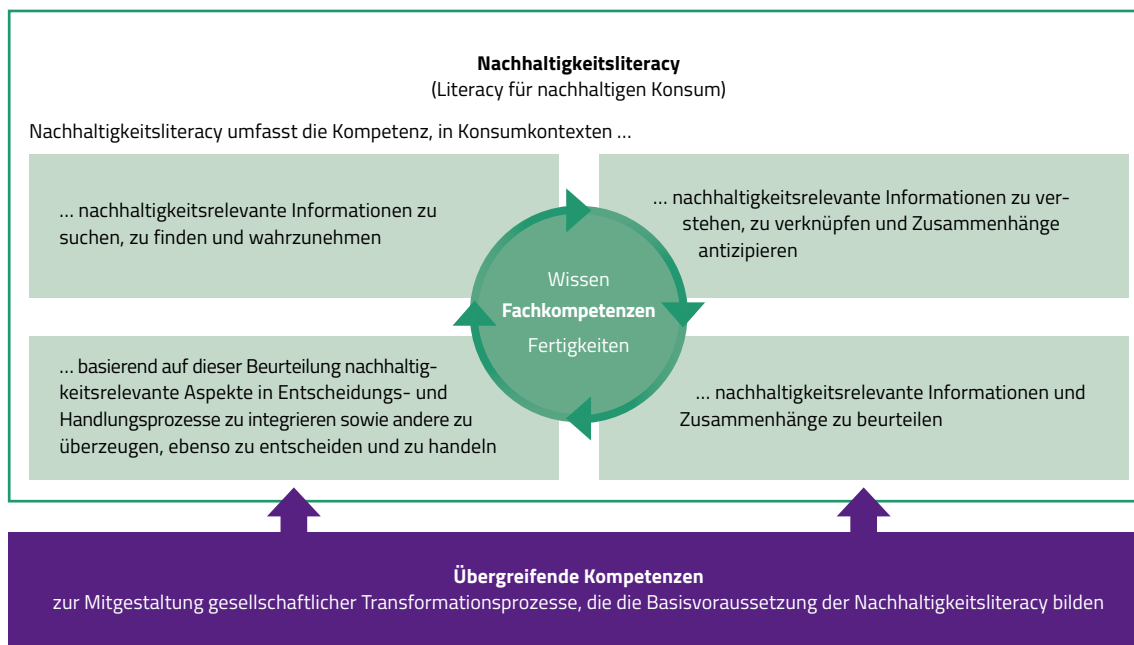 Nachhaltigkeitsliteracy
(Literacy für nachhaltigen Konsum)
Nachhaltigkeitsliteracy umfasst die Kompetenz, in Konsumkontexten …
… nachhaltigkeitsrelevante Informationen zu
suchen, zu finden und wahrzunehmen
… nachhaltigkeitsrelevante Informationen zu ver-
stehen, zu verknüpfen und Zusammenhänge
antizipieren
Wissen
Fachkompetenzen
Fertigkeiten
… basierend auf dieser Beurteilung nachhaltig-
keitsrelevante Aspekte in Entscheidungs- und
Handlungsprozesse zu integrieren sowie andere zu
überzeugen, ebenso zu entscheiden und zu handeln
… nachhaltigkeitsrelevante Informationen und
Zusammenhänge zu beurteilen
Übergreifende Kompetenzen
zur Mitgestaltung gesellschaftlicher Transformationsprozesse, die die Basisvoraussetzung der Nachhaltigkeitsliteracy bilden